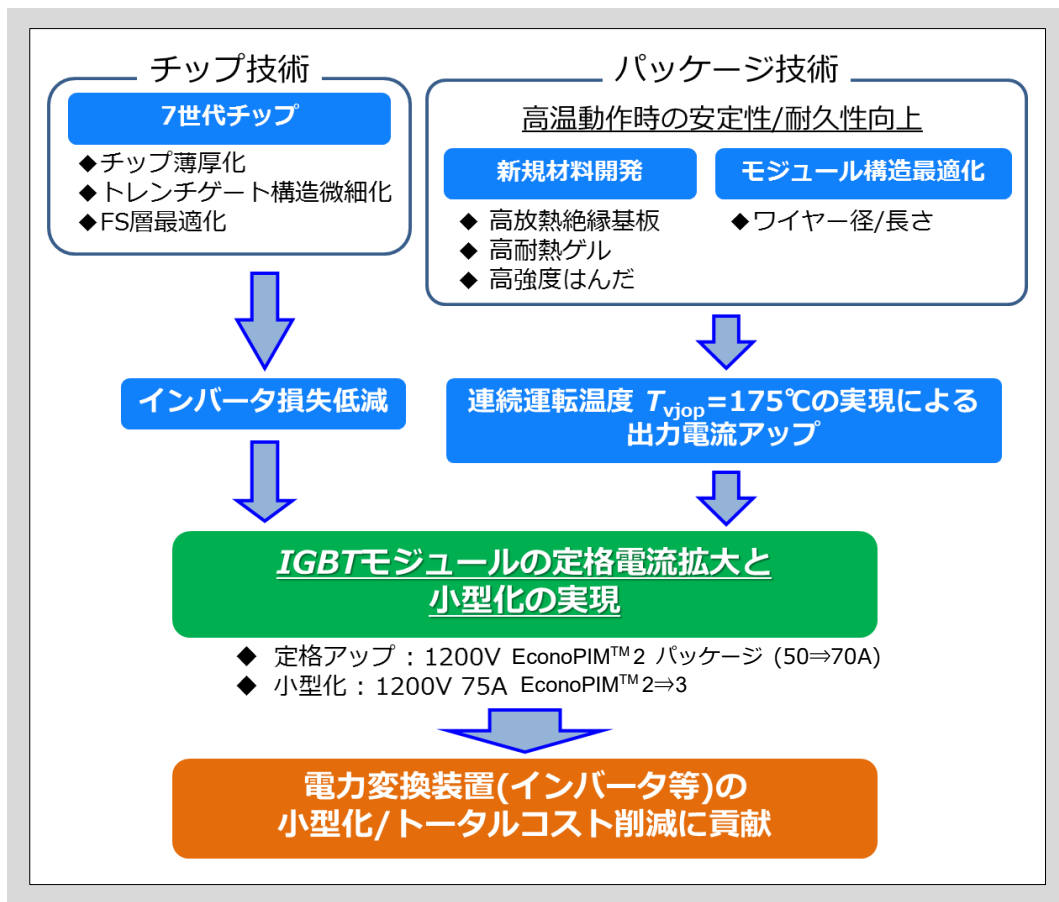 チップ技術
7世代チップ
◆チップ薄厚化
◆トレンチゲート構造微細化
◆FS層最適化
パッケージ技術
高温動作時の安定性/耐久性向上
新規材料開発
◆ 高放熱絶縁基板
◆ 高耐熱ゲル
◆ 高強度はんだ
モジュール構造最適化
◆ワイヤー径/長さ
インバータ損失低減
連続運転温度 Tvjop=175℃の実現による
出力電流アップ
IGBTモジュールの定格電流拡大と
小型化の実現
◆ 定格アップ : 1200V EconoPIM™ 2 パッケージ (50⇒70A)
◆ 小型化 : 1200V 75A EconoPIM™ 2⇒3
電力変換装置(インバータ等)の
小型化/トータルコスト削減に貢献